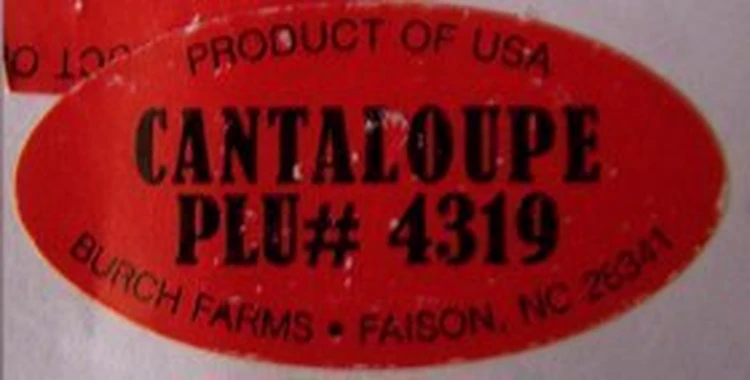 PRODUCT OF USA
CANTALOUPE
PLU# 4319
BURCH FARMS • FAISON, NC 28341